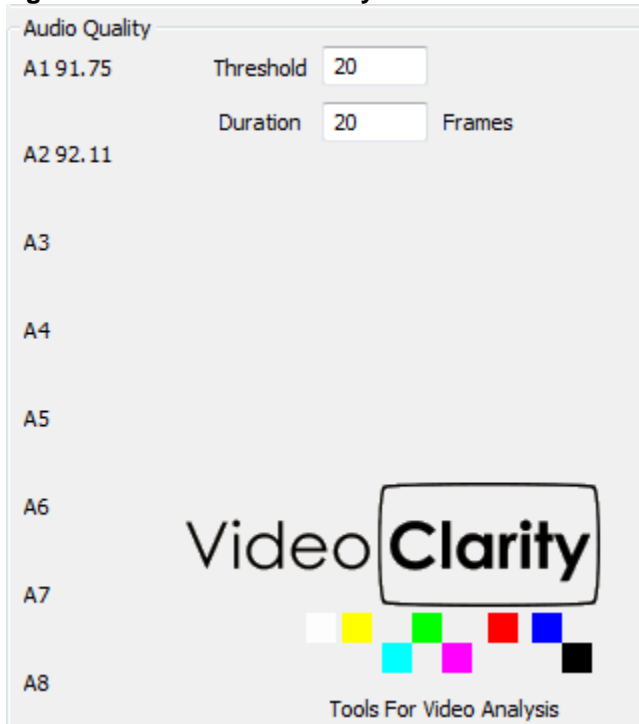 Audio Quality
A1 91.75 Threshold 20
Duration 20 Frames
A2 92.11
A3
A4
A5
A6
Video Clarity
A7
A8
Tools For Video Analysis